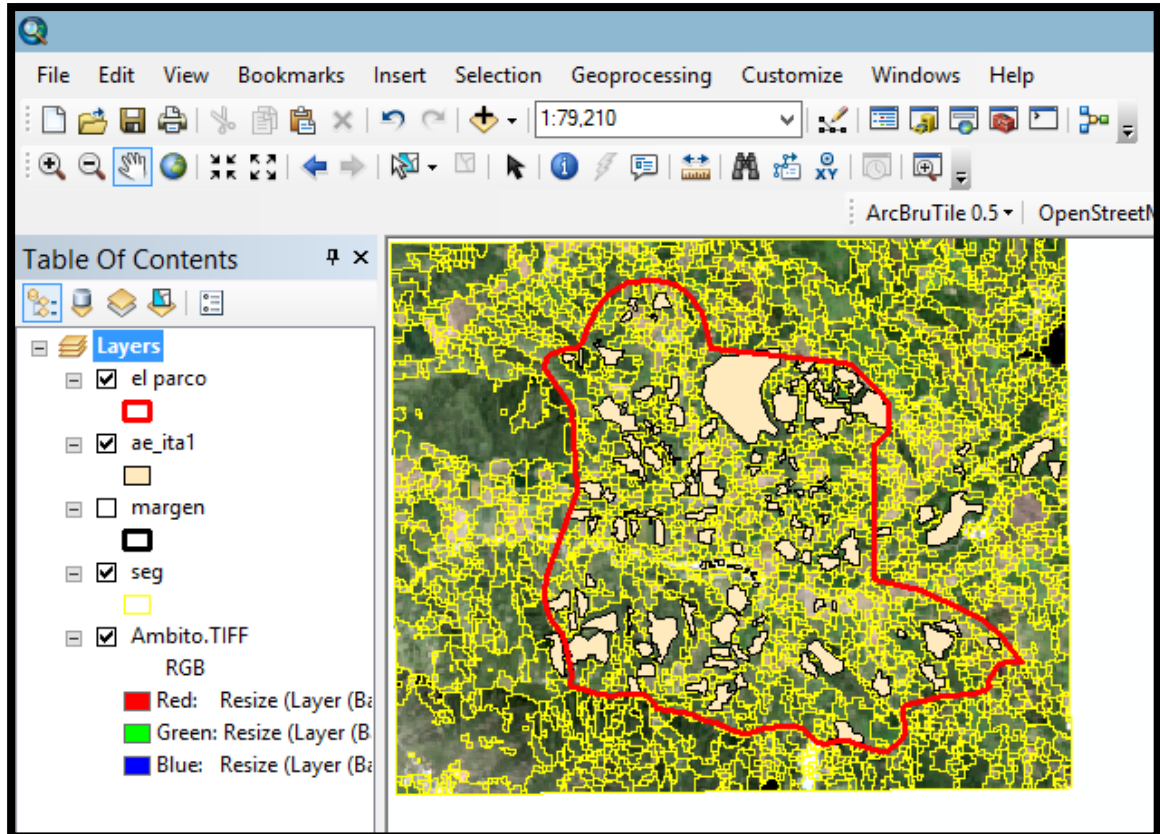 File Edit View Bookmarks Insert Selection Geoprocessing Customize Windows Help
1:79,210
XY
ArcBruTile 0.5 OpenStreetM
Table Of Contents
Layers
el parco
ae_ita1
margen
seg
Ambito.TIFF
RGB
Red: Resize (Layer (Ba
Green: Resize (Layer (B
Blue: Resize (Layer (Ba